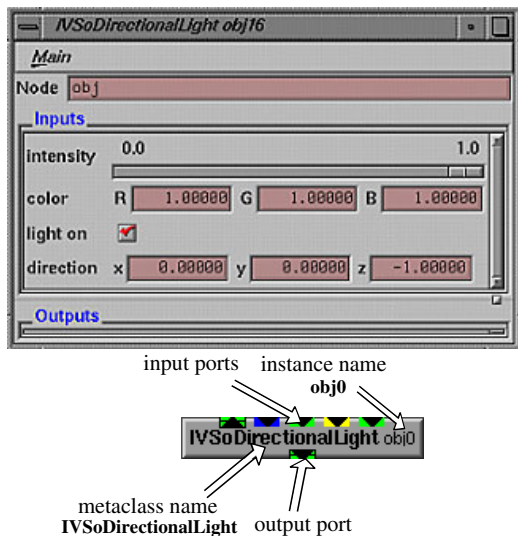 IVSoDirectionalLight obj16
Main
Node obj
Inputs
intensity 0.0 1.0
color R 1.00000 G 1.00000 B 1.00000
light on
direction x 0.00000 y 0.00000 z -1.00000
Outputs
input ports instance name
obj0
IVSoDirectionalLight obj0
metaclass name
IVSoDirectionalLight output port